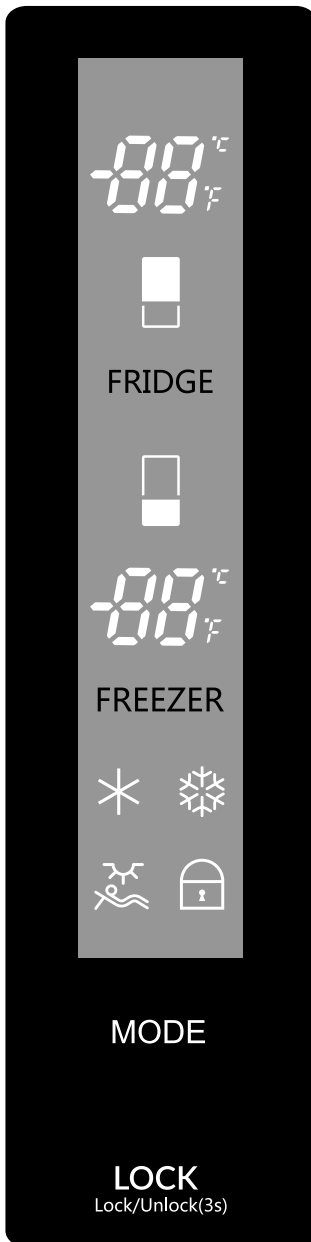 -88°C
°F
FRIDGE
-88°C
°F
FREEZER
MODE
LOCK
Lock/Unlock(3s)